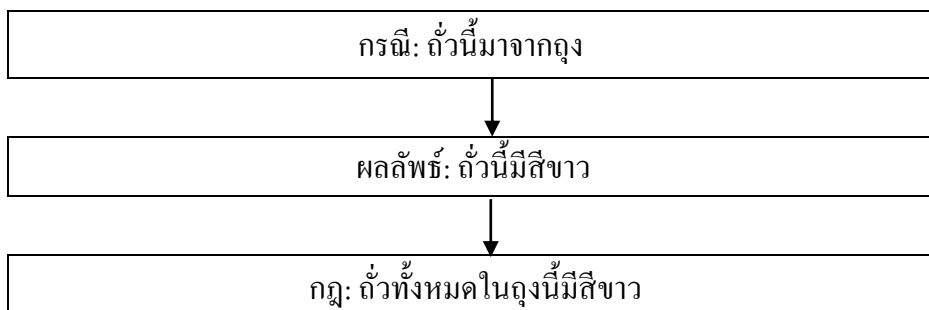 กรณี: ถั่วนี้มาจากถุง
ผลลัพธ์: ถั่วนี้มีสีขาว
กฎ: ถั่วทั้งหมดในถุงนี้มีสีขาว